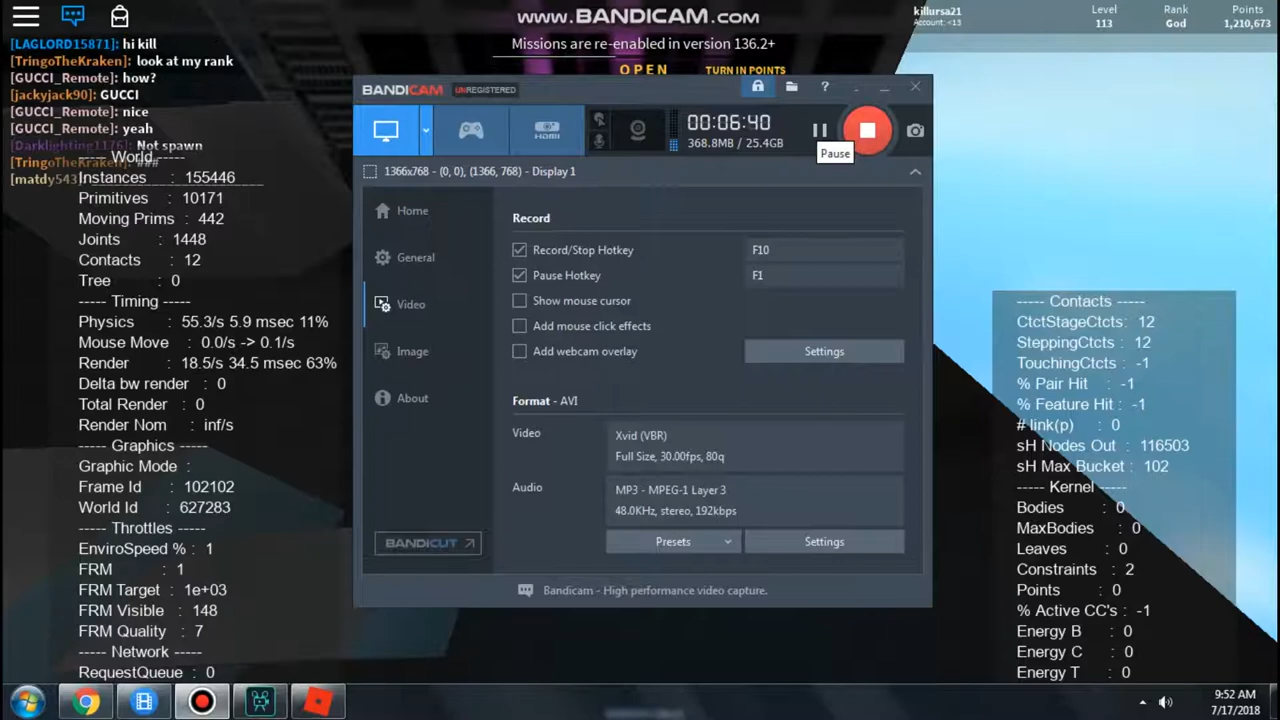 www.BANDICAM.com
Missions are re-enabled in version 136.2+
OPEN TURN IN POINTS
killursa21
Account: <13
Level
113
Rank
God
Points
1,210,673
[LAGLORD15871]: hi kill
[TringoTheKraken]: look at my rank
[GUCCI_Remote]: how?
[jackyjack90]: GUCCI
[GUCCI_Remote]: nice
[GUCCI_Remote]: yeah
[Darklighting1176]: Not spawn
[TringoTheKraken]: ###
[matdy543]
----- World -----
Instances : 155446
Primitives : 10171
Moving Prims : 442
Joints : 1448
Contacts : 12
Tree : 0
----- Timing -----
Physics : 55.3/s 5.9 msec 11%
Mouse Move : 0.0/s -> 0.1/s
Render : 18.5/s 34.5 msec 63%
Delta bw render : 0
Total Render : 0
Render Nom : inf/s
----- Graphics -----
Graphic Mode :
Frame Id : 102102
World Id : 627283
----- Throttles -----
EnviroSpeed % : 1
FRM : 1
FRM Target : 1e+03
FRM Visible : 148
FRM Quality : 7
----- Network -----
RequestQueue : 0
BANDICAM UNREGISTERED
00:06:40
368.8MB / 25.4GB
Pause
1366x768 - (0, 0), (1366, 768) - Display 1
HDMI
Home
General
Video
Image
About
BANDICUT
Record
Record/Stop Hotkey F10
Pause Hotkey F1
Show mouse cursor
Add mouse click effects
Add webcam overlay Settings
Format - AVI
Video Xvid (VBR)
Full Size, 30.00fps, 80q
Audio MP3 - MPEG-1 Layer 3
48.0KHz, stereo, 192kbps
Presets Settings
Bandicam - High performance video capture.
----- Contacts -----
CtctStageCtcts: 12
SteppingCtcts : 12
TouchingCtcts : -1
% Pair Hit : -1
% Feature Hit : -1
# link(p) : 0
sH Nodes Out : 116503
sH Max Bucket : 102
----- Kernel -----
Bodies : 0
MaxBodies : 0
Leaves : 0
Constraints : 2
Points : 0
% Active CC's : -1
Energy B : 0
Energy C : 0
Energy T : 0
9:52 AM
7/17/2018